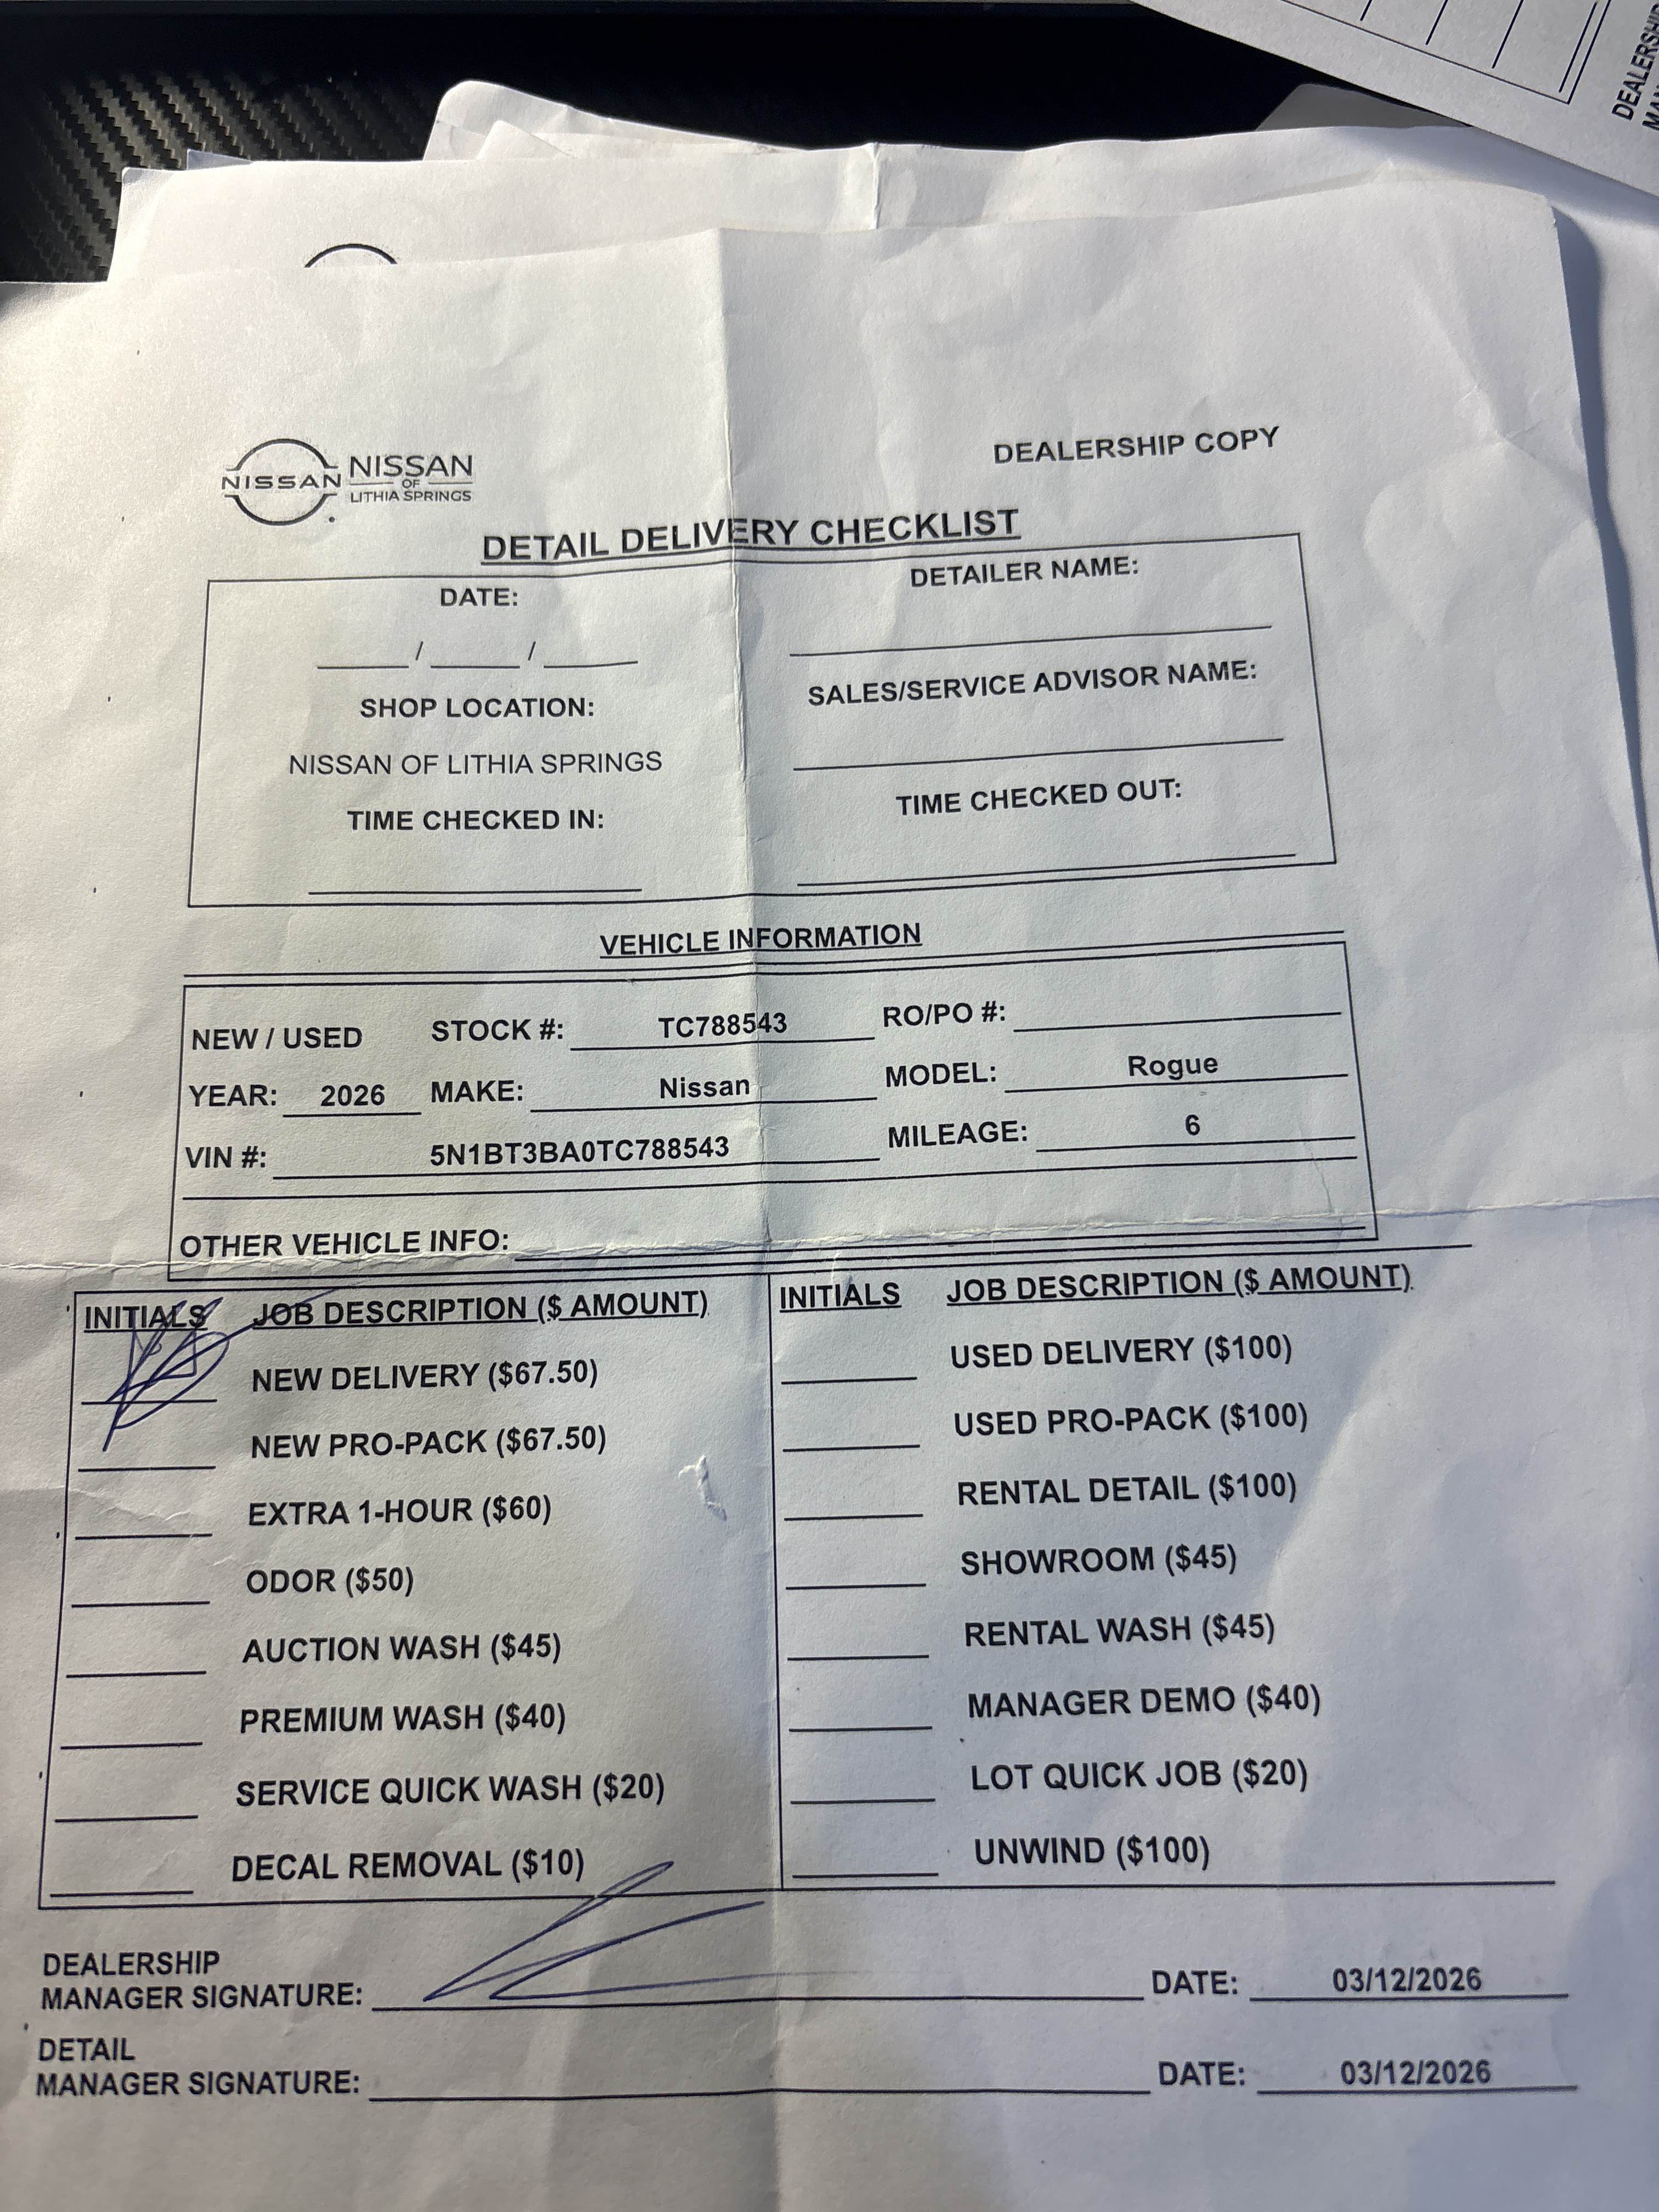 DEALERSHIP
NISSAN NISSAN
OF
LITHIA SPRINGS
DEALERSHIP COPY
DETAIL DELIVERY CHECKLIST
DATE:
DETAILER NAME:
____ / ____ / ____
SHOP LOCATION:
SALES/SERVICE ADVISOR NAME:
NISSAN OF LITHIA SPRINGS
TIME CHECKED IN:
TIME CHECKED OUT:
VEHICLE INFORMATION
NEW / USED STOCK #: TC788543 RO/PO #:
YEAR: 2026 MAKE: Nissan MODEL: Rogue
VIN #: 5N1BT3BA0TC788543 MILEAGE: 6
OTHER VEHICLE INFO:
INITIALS JOB DESCRIPTION ($ AMOUNT)
NEW DELIVERY ($67.50)
NEW PRO-PACK ($67.50)
EXTRA 1-HOUR ($60)
ODOR ($50)
AUCTION WASH ($45)
PREMIUM WASH ($40)
SERVICE QUICK WASH ($20)
DECAL REMOVAL ($10)
INITIALS JOB DESCRIPTION ($ AMOUNT)
USED DELIVERY ($100)
USED PRO-PACK ($100)
RENTAL DETAIL ($100)
SHOWROOM ($45)
RENTAL WASH ($45)
MANAGER DEMO ($40)
LOT QUICK JOB ($20)
UNWIND ($100)
DEALERSHIP
MANAGER SIGNATURE: DATE: 03/12/2026
DETAIL
MANAGER SIGNATURE: DATE: 03/12/2026